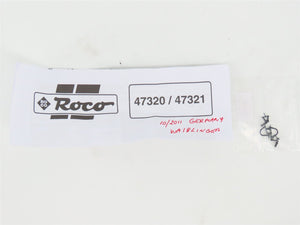 Roco
47320 / 47321
10/2011 GERMANY
WAIBLINGEN